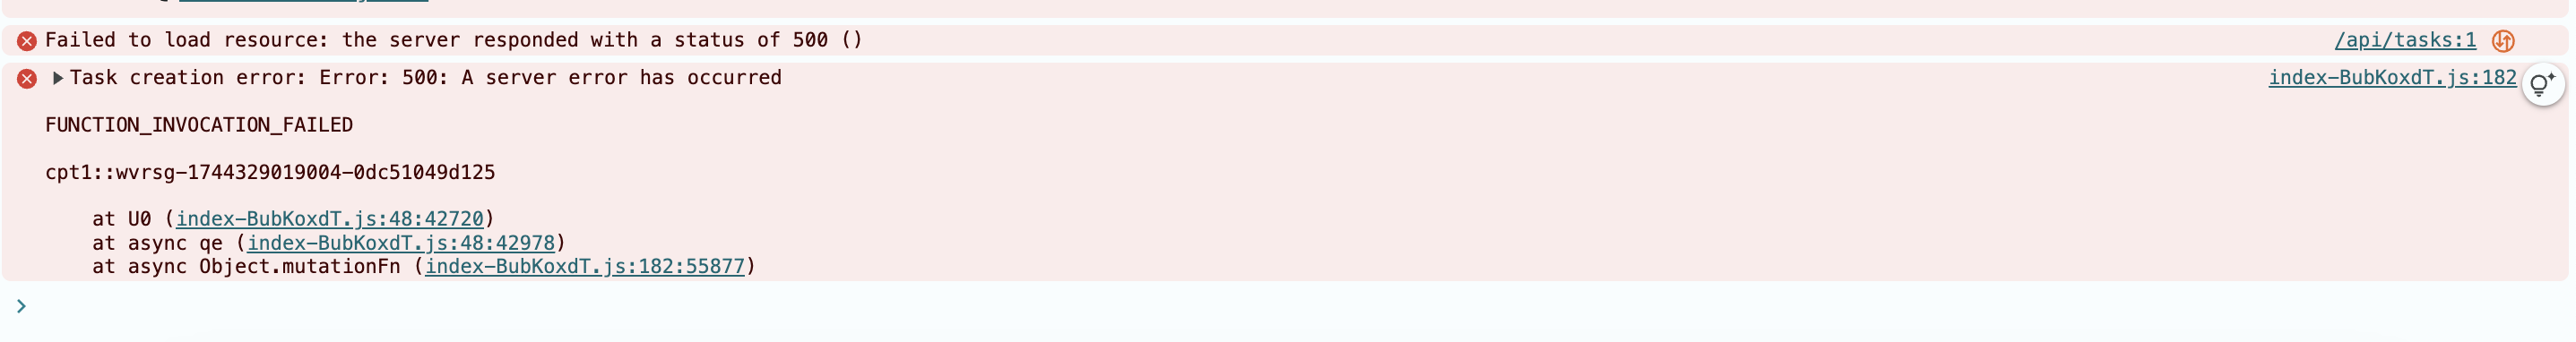 Failed to load resource: the server responded with a status of 500 () /api/tasks:1
Task creation error: Error: 500: A server error has occurred index-BubKoxdT.js:182
FUNCTION_INVOCATION_FAILED
cpt1::wvrsg-1744329019004-0dc51049d125
at U0 (index-BubKoxdT.js:48:42720)
at async qe (index-BubKoxdT.js:48:42978)
at async Object.mutationFn (index-BubKoxdT.js:182:55877)